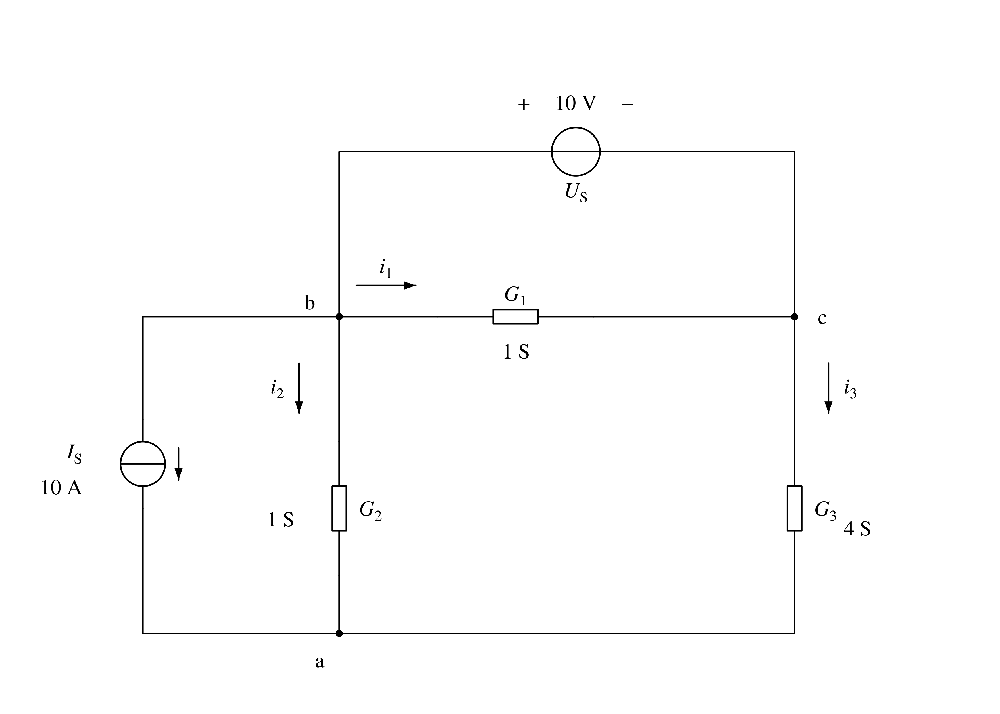 + 10 V −
U_S
i_1
G_1
b
c
1 S
i_2
i_3
I_S
10 A
G_2
G_3
1 S
4 S
a